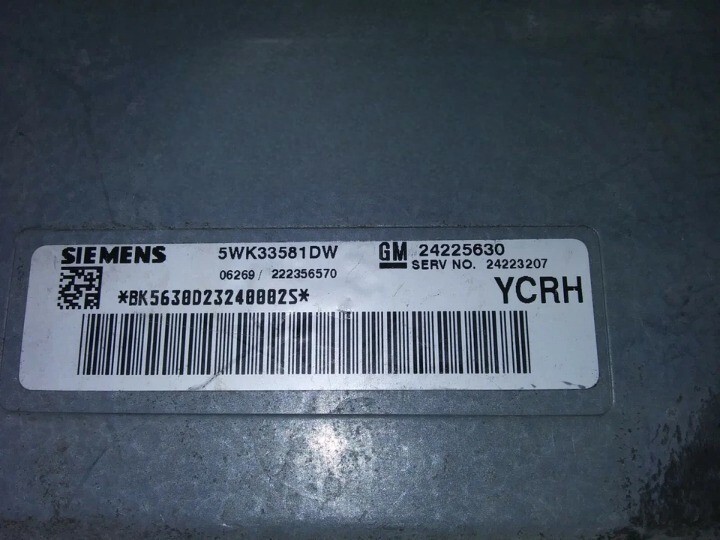 SIEMENS 5WK33581DW GM 24225630
06269 / 222356570 SERV NO. 24223207
*BK5630D23240002S* YCRH